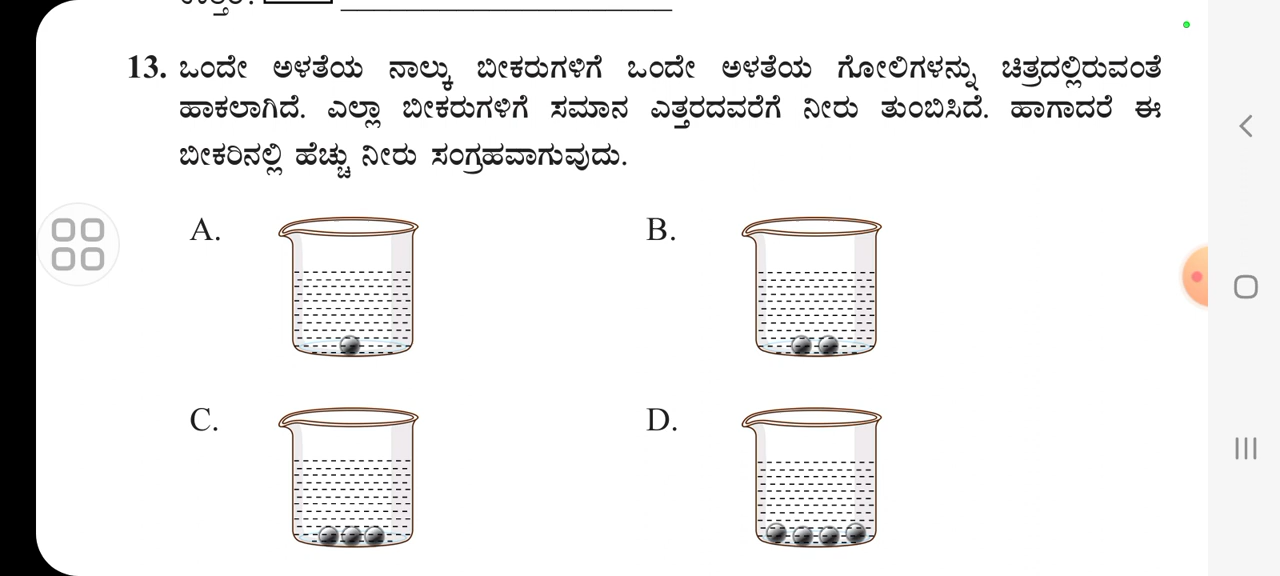 13. ಒಂದೇ ಅಳತೆಯ ನಾಲ್ಕು ಬೀಕರುಗಳಿಗೆ ಒಂದೇ ಅಳತೆಯ ಗೋಲಿಗಳನ್ನು ಚಿತ್ರದಲ್ಲಿರುವಂತೆ
ಹಾಕಲಾಗಿದೆ. ಎಲ್ಲಾ ಬೀಕರುಗಳಿಗೆ ಸಮಾನ ಎತ್ತರದವರೆಗೆ ನೀರು ತುಂಬಿಸಿದೆ. ಹಾಗಾದರೆ ಈ
ಬೀಕರಿನಲ್ಲಿ ಹೆಚ್ಚು ನೀರು ಸಂಗ್ರಹವಾಗುವುದು.
A. B.
C. D.